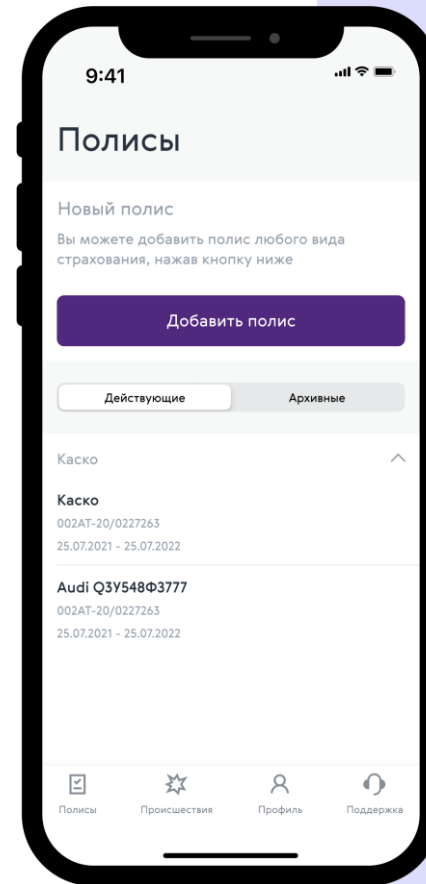 9:41
Полисы
Новый полис
Вы можете добавить полис любого вида
страхования, нажав кнопку ниже
Добавить полис
Действующие
Архивные
Каско
Каско
002AT-20/0227263
25.07.2021 - 25.07.2022
Audi Q3У548Ф3777
002AT-20/0227263
25.07.2021 - 25.07.2022
Полисы
Происшествия
Профиль
Поддержка